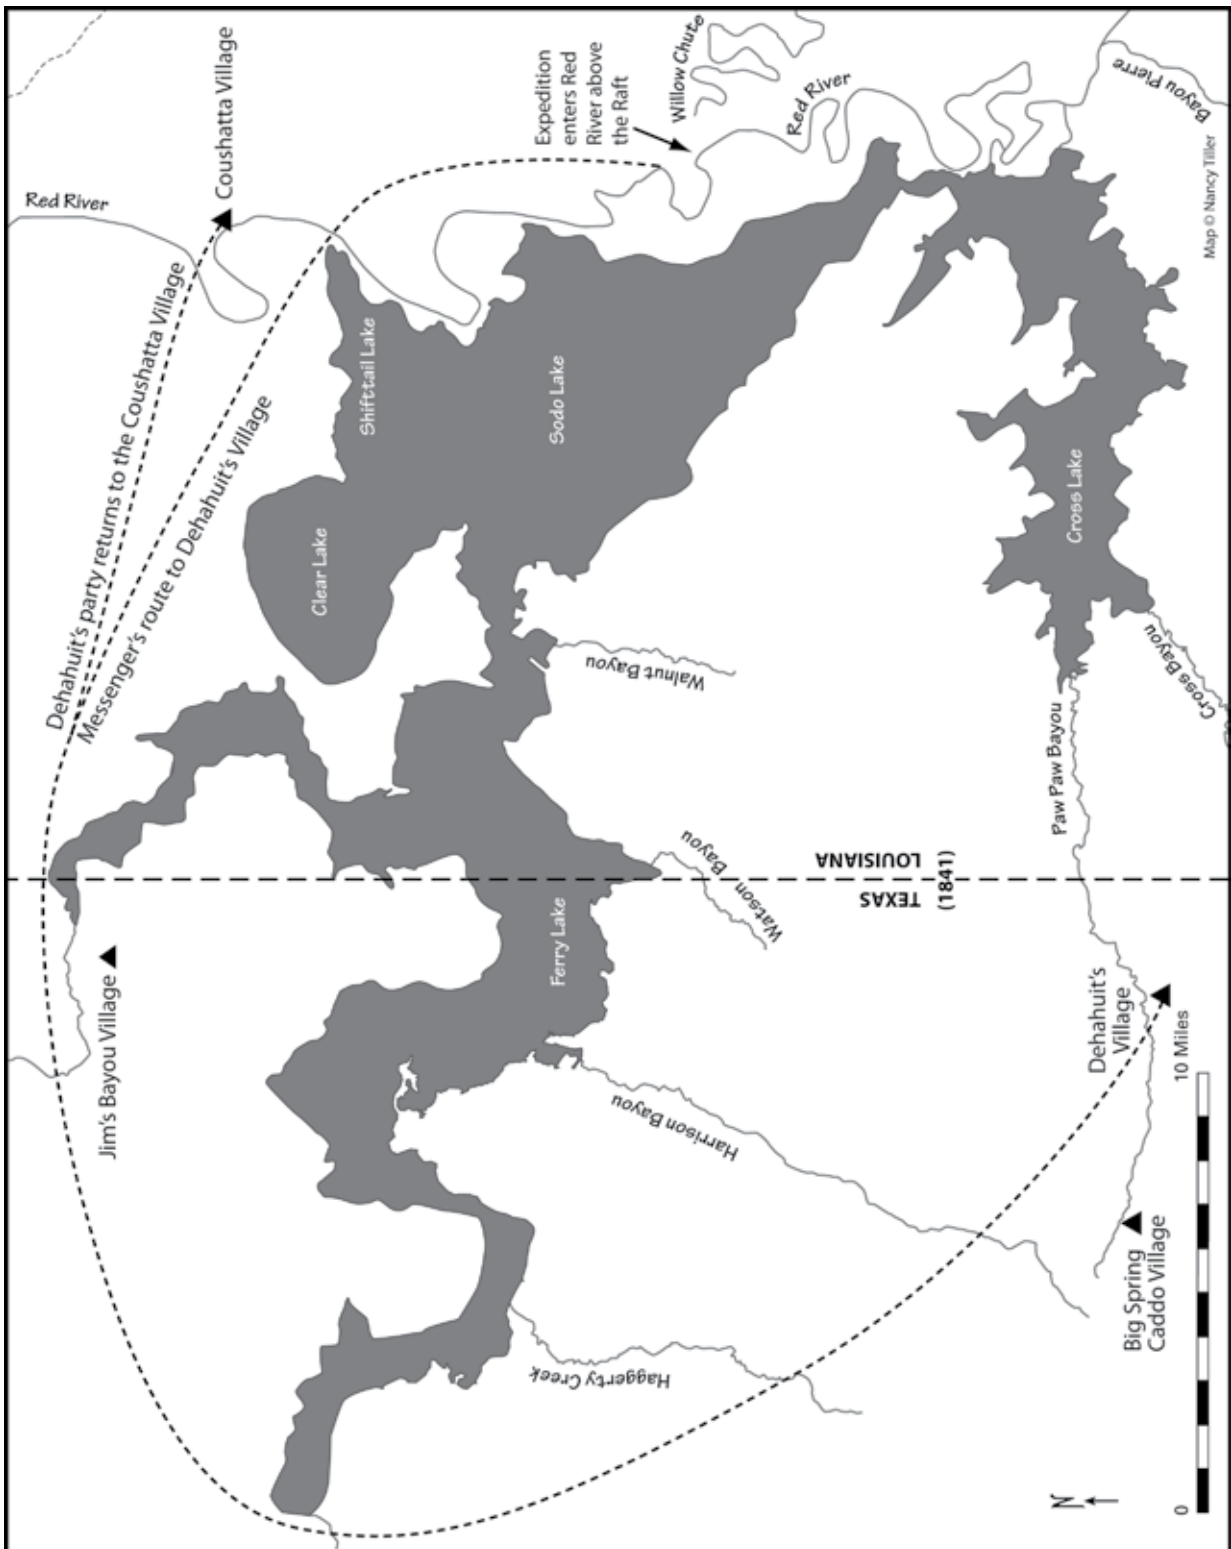 Red River
Coushatta Village
Expedition
enters Red
River above
the Raft
Willow Chute
Red River
Bayou Pierre
Map © Nancy Tiller
Dehahuit's party returns to the Coushatta Village
Messenger's route to Dehahuit's Village
Shifttail Lake
Sodo Lake
Clear Lake
Cross Lake
Walnut Bayou
Cross Bayou
Paw Paw Bayou
Watson Bayou
LOUISIANA
TEXAS
(1841)
Ferry Lake
Jim's Bayou Village
Dehahuit's
Village
Harrison Bayou
Haggerty Creek
Big Spring
Caddo Village
0
10 Miles
N